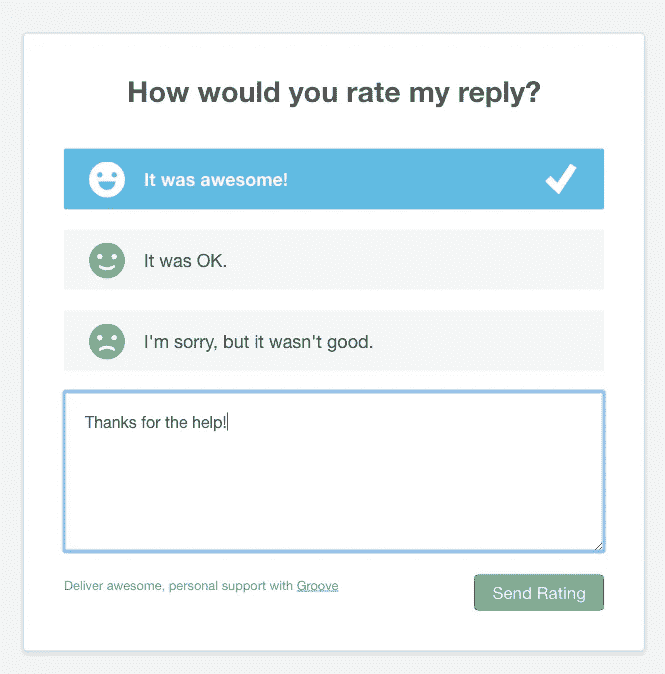 How would you rate my reply?
It was awesome!
It was OK.
I'm sorry, but it wasn't good.
Thanks for the help!
Deliver awesome, personal support with Groove
Send Rating